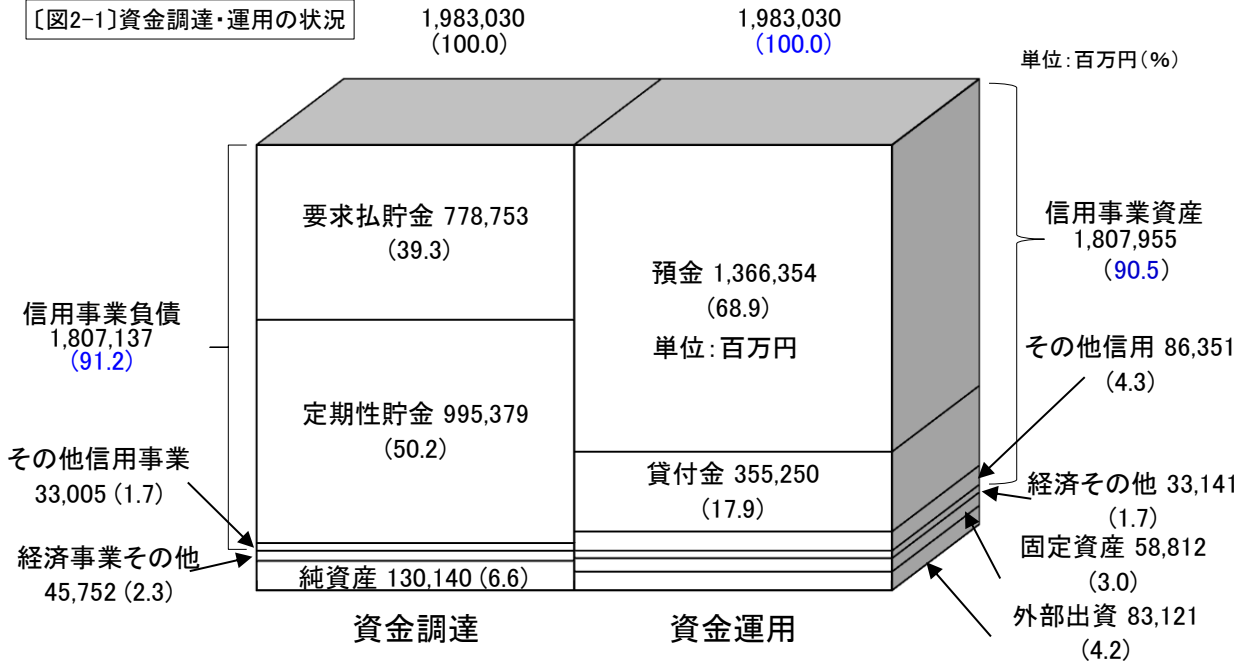 〔図2-1〕資金調達・運用の状況
1,983,030
(100.0)
1,983,030
(100.0)
単位：百万円(%)
要求払貯金 778,753
(39.3)
定期性貯金 995,379
(50.2)
純資産 130,140 (6.6)
信用事業負債
1,807,137
(91.2)
その他信用事業
33,005 (1.7)
経済事業その他
45,752 (2.3)
預金 1,366,354
(68.9)
単位：百万円
貸付金 355,250
(17.9)
信用事業資産
1,807,955
(90.5)
その他信用 86,351
(4.3)
経済その他 33,141
(1.7)
固定資産 58,812
(3.0)
外部出資 83,121
(4.2)
資金調達
資金運用